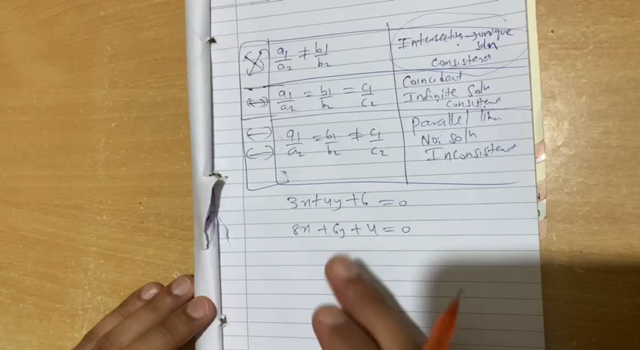 a1/a2 ≠ b1/b2
Intersecting → unique
soln
consistent
a1/a2 = b1/b2 = c1/c2
Coincident
Infinite soln
consistent
a1/a2 = b1/b2 ≠ c1/c2
Parallel
No. soln
Inconsistent
3x+4y+6=0
8x+6y+4=0